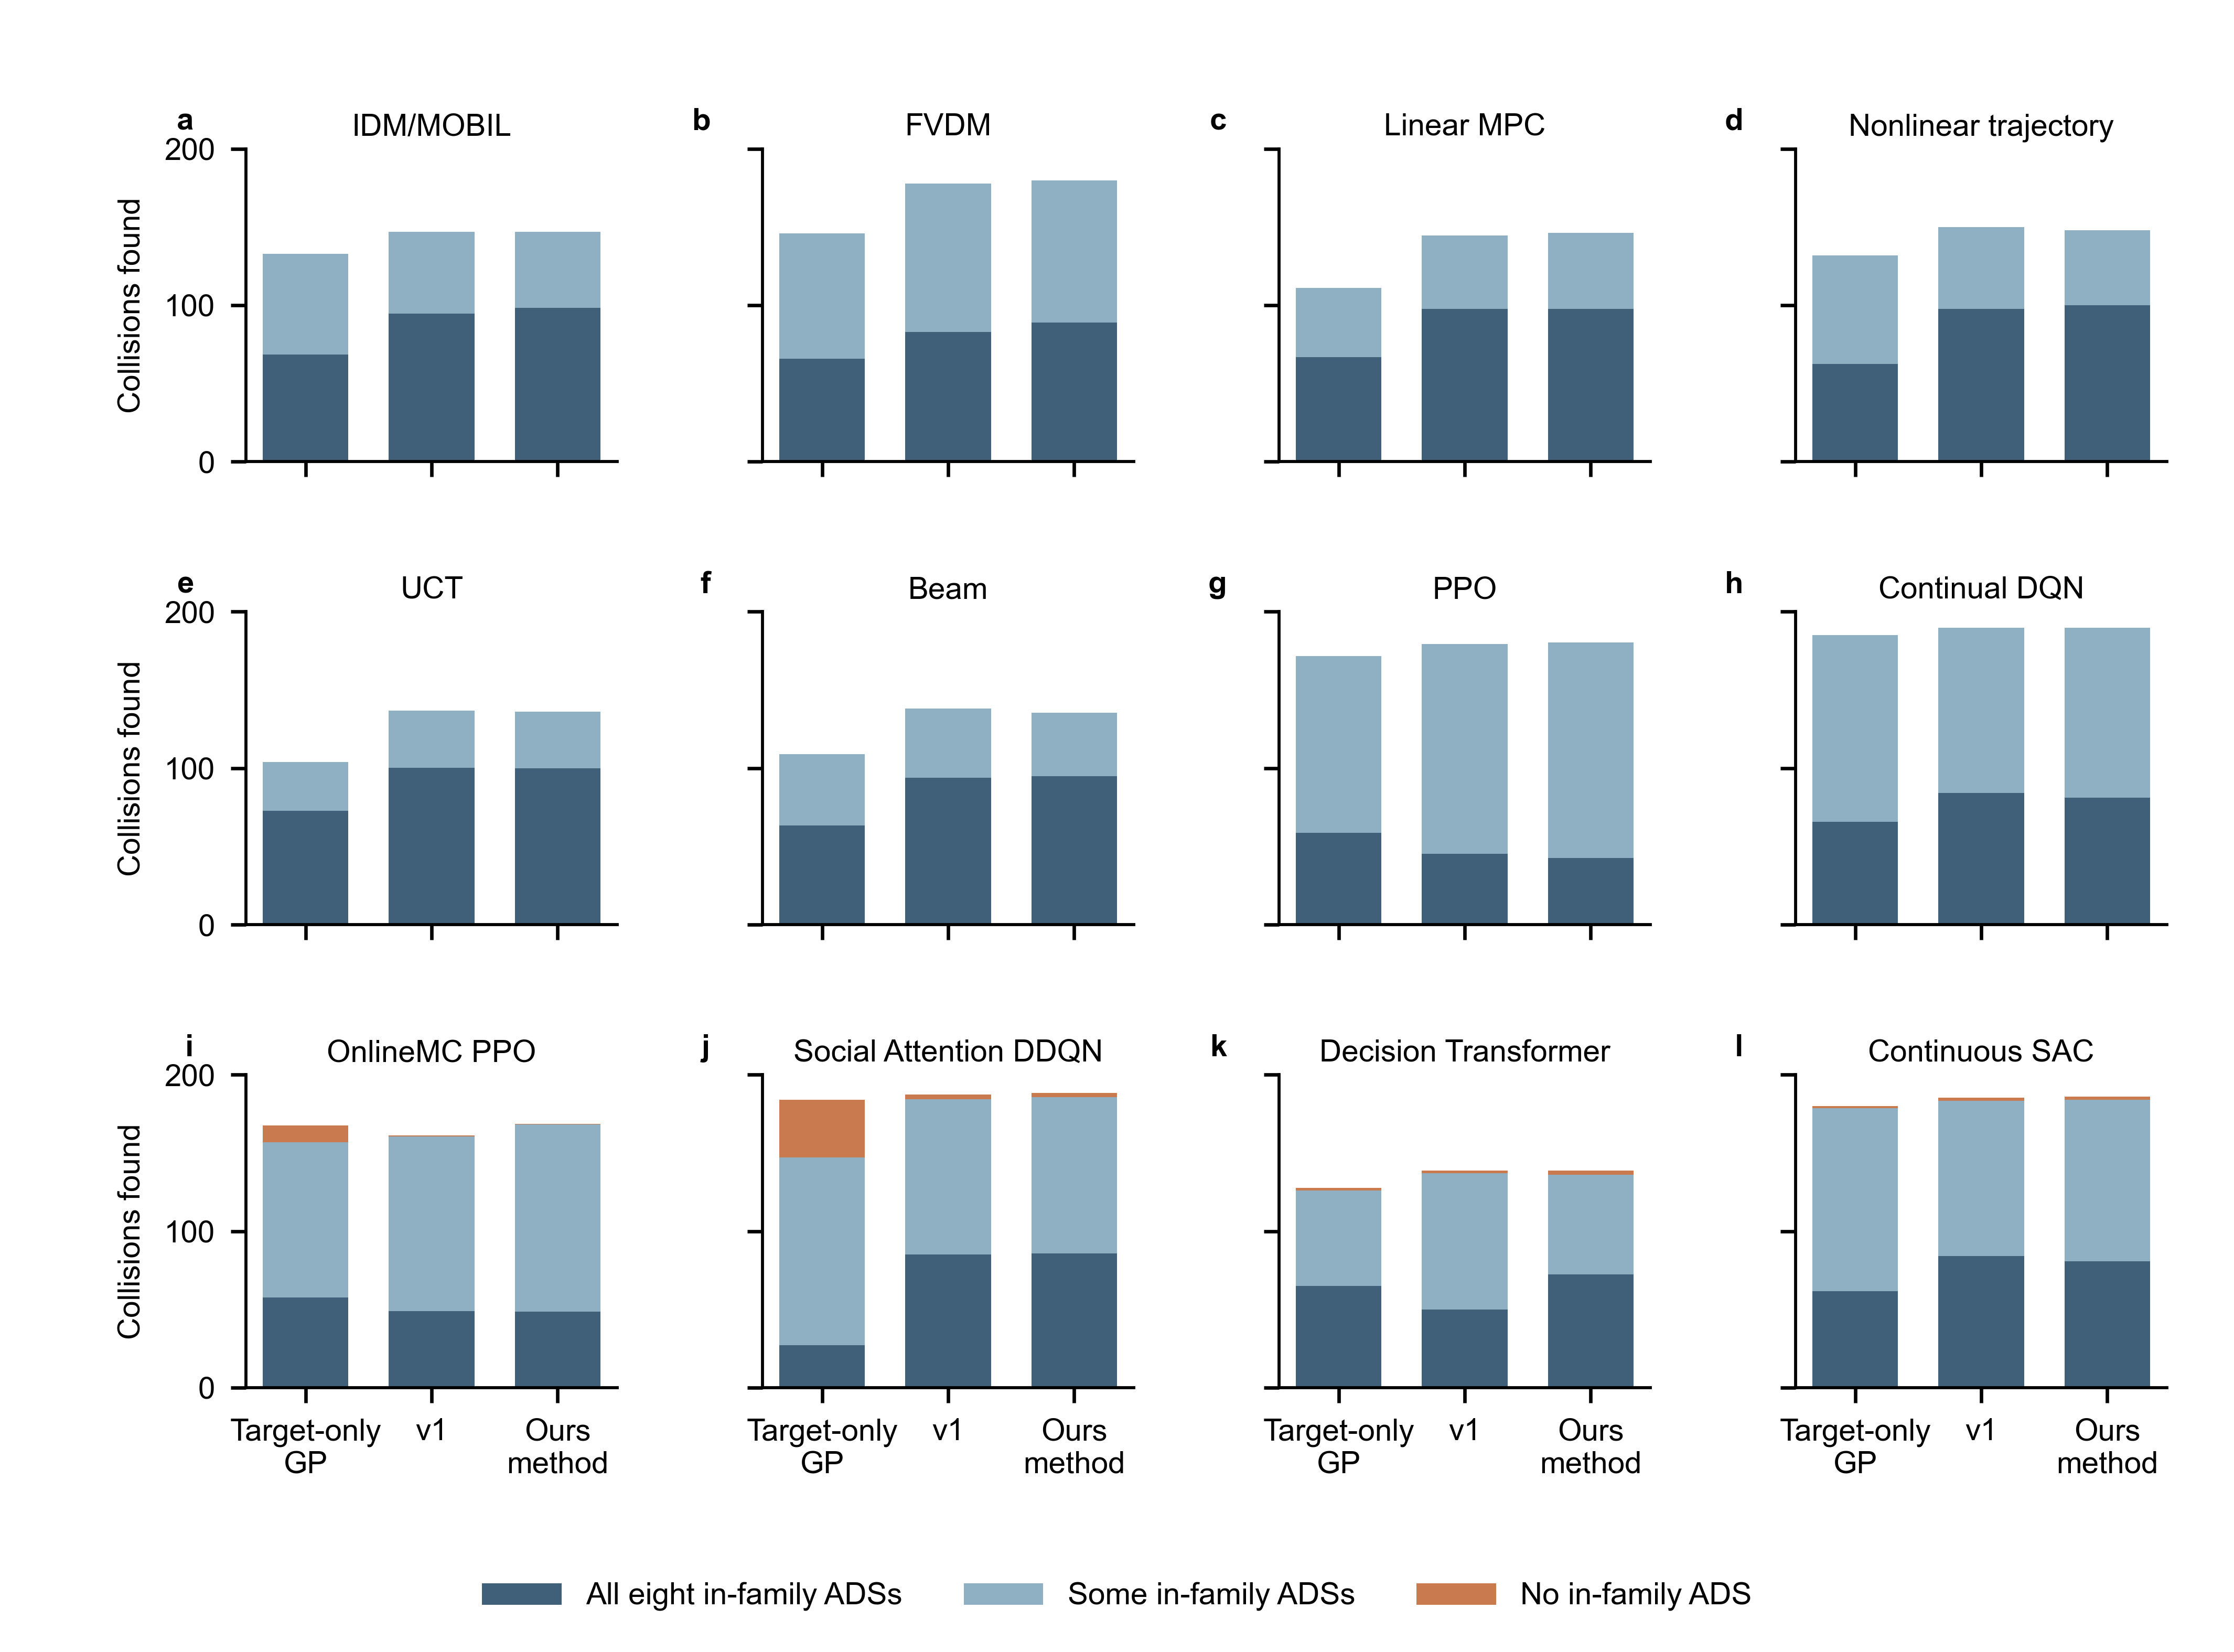 a IDM/MOBIL
b FVDM
c Linear MPC
d Nonlinear trajectory
Collisions found
200
100
0
e UCT
f Beam
g PPO
h Continual DQN
Collisions found
200
100
0
i OnlineMC PPO
j Social Attention DDQN
k Decision Transformer
l Continuous SAC
Collisions found
200
100
0
Target-only
GP
v1
Ours
method
Target-only
GP
v1
Ours
method
Target-only
GP
v1
Ours
method
Target-only
GP
v1
Ours
method
All eight in-family ADSs
Some in-family ADSs
No in-family ADS